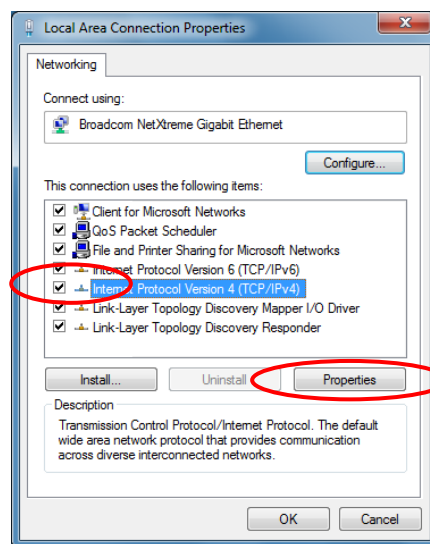 Local Area Connection Properties
Networking
Connect using:
Broadcom NetXtreme Gigabit Ethernet
Configure...
This connection uses the following items:
Client for Microsoft Networks
QoS Packet Scheduler
File and Printer Sharing for Microsoft Networks
Internet Protocol Version 6 (TCP/IPv6)
Internet Protocol Version 4 (TCP/IPv4)
Link-Layer Topology Discovery Mapper I/O Driver
Link-Layer Topology Discovery Responder
Install... Uninstall Properties
Description
Transmission Control Protocol/Internet Protocol. The default
wide area network protocol that provides communication
across diverse interconnected networks.
OK Cancel